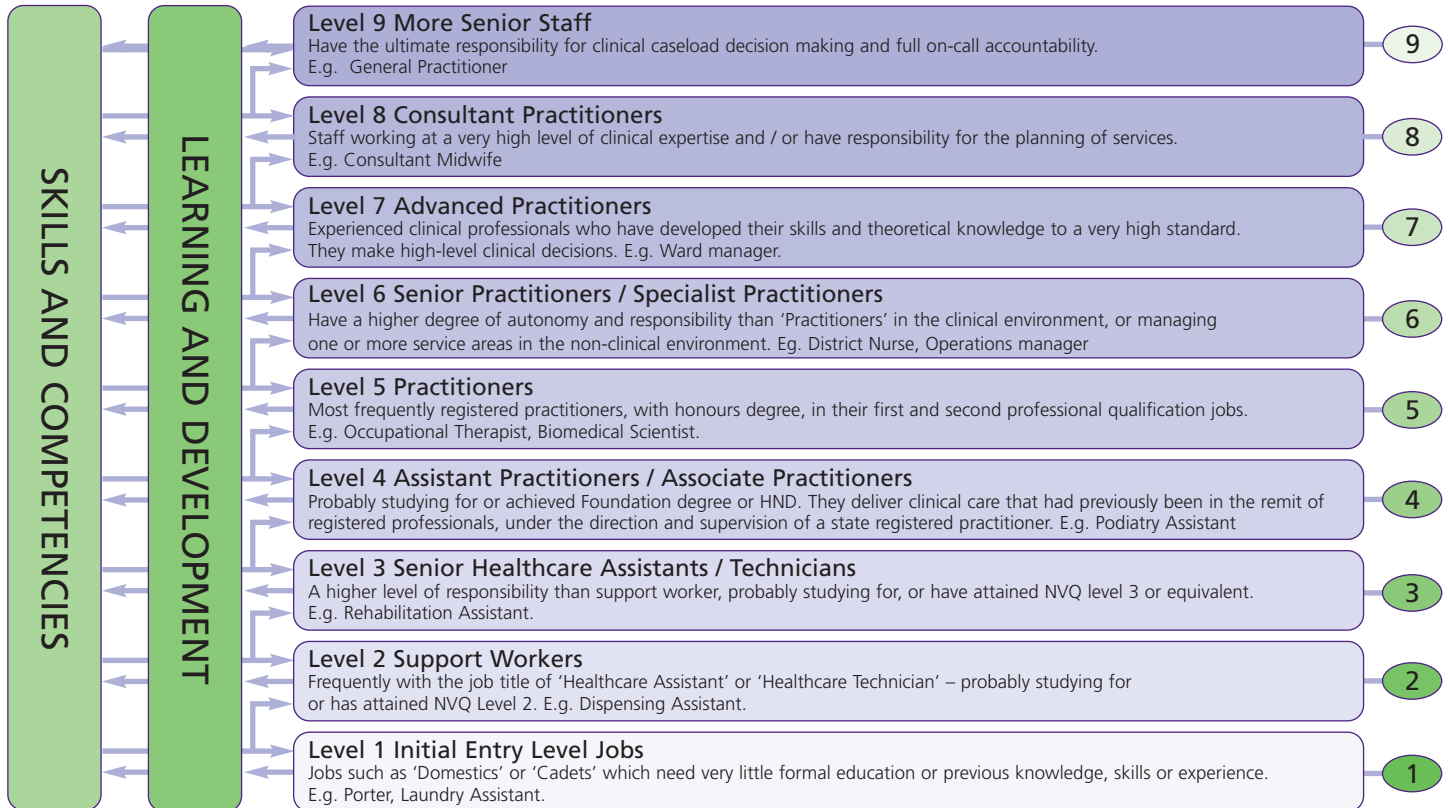 SKILLS AND COMPETENCIES
LEARNING AND DEVELOPMENT
Level 9 More Senior Staff
Have the ultimate responsibility for clinical caseload decision making and full on-call accountability.
E.g. General Practitioner
9
Level 8 Consultant Practitioners
Staff working at a very high level of clinical expertise and / or have responsibility for the planning of services.
E.g. Consultant Midwife
8
Level 7 Advanced Practitioners
Experienced clinical professionals who have developed their skills and theoretical knowledge to a very high standard.
They make high-level clinical decisions. E.g. Ward manager.
7
Level 6 Senior Practitioners / Specialist Practitioners
Have a higher degree of autonomy and responsibility than ‘Practitioners’ in the clinical environment, or managing
one or more service areas in the non-clinical environment. Eg. District Nurse, Operations manager
6
Level 5 Practitioners
Most frequently registered practitioners, with honours degree, in their first and second professional qualification jobs.
E.g. Occupational Therapist, Biomedical Scientist.
5
Level 4 Assistant Practitioners / Associate Practitioners
Probably studying for or achieved Foundation degree or HND. They deliver clinical care that had previously been in the remit of
registered professionals, under the direction and supervision of a state registered practitioner. E.g. Podiatry Assistant
4
Level 3 Senior Healthcare Assistants / Technicians
A higher level of responsibility than support worker, probably studying for, or have attained NVQ level 3 or equivalent.
E.g. Rehabilitation Assistant.
3
Level 2 Support Workers
Frequently with the job title of ‘Healthcare Assistant’ or ‘Healthcare Technician’ – probably studying for
or has attained NVQ Level 2. E.g. Dispensing Assistant.
2
Level 1 Initial Entry Level Jobs
Jobs such as ‘Domestics’ or ‘Cadets’ which need very little formal education or previous knowledge, skills or experience.
E.g. Porter, Laundry Assistant.
1